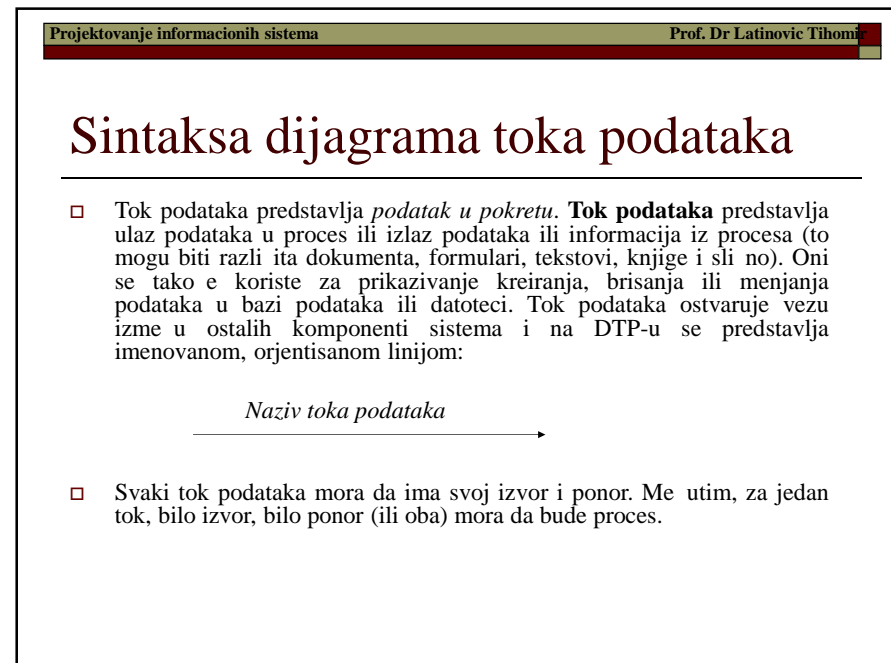 Projektovanje informacionih sistema Prof. Dr Latinovic Tihomir
Sintaksa dijagrama toka podataka
Tok podataka predstavlja podatak u pokretu. Tok podataka predstavlja
ulaz podataka u proces ili izlaz podataka ili informacija iz procesa (to
mogu biti razli ita dokumenta, formulari, tekstovi, knjige i sli no). Oni
se tako e koriste za prikazivanje kreiranja, brisanja ili menjanja
podataka u bazi podataka ili datoteci. Tok podataka ostvaruje vezu
izme u ostalih komponenti sistema i na DTP-u se predstavlja
imenovanom, orjentisanom linijom:
Naziv toka podataka
Svaki tok podataka mora da ima svoj izvor i ponor. Me utim, za jedan
tok, bilo izvor, bilo ponor (ili oba) mora da bude proces.